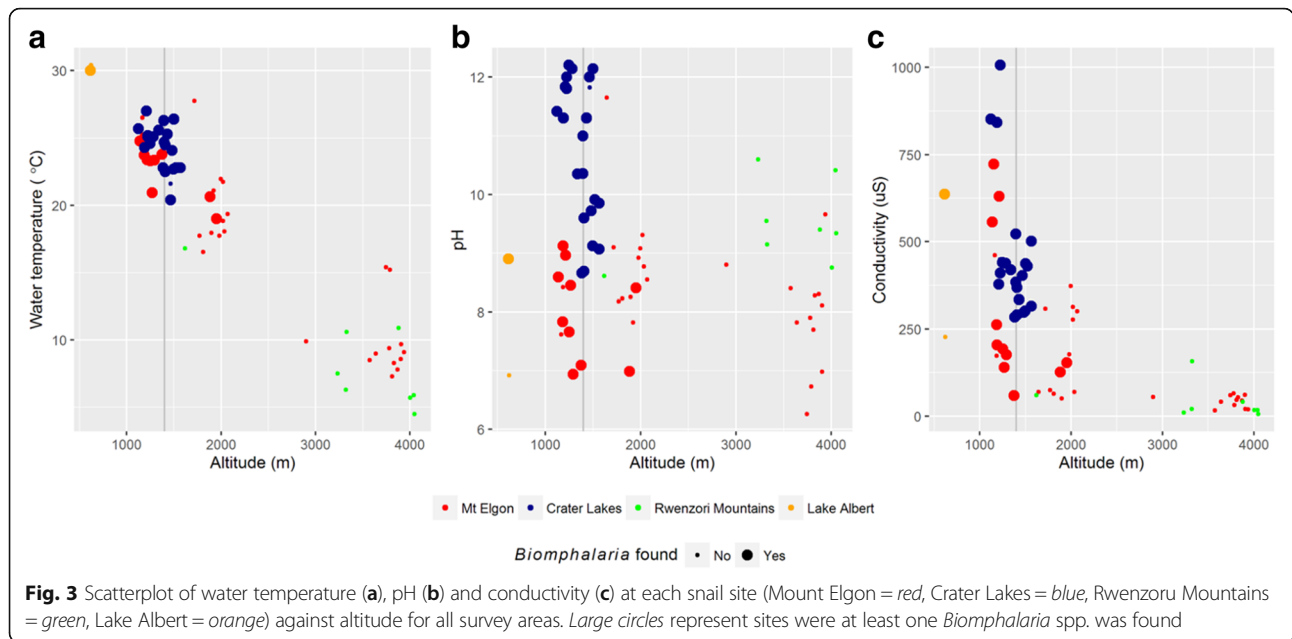 a
b
c
30
20
10
Water temperature ( °C)
1000
2000
3000
4000
Altitude (m)
12
10
8
6
pH
1000
2000
3000
4000
Altitude (m)
1000
750
500
250
0
Conductivity (uS)
1000
2000
3000
4000
Altitude (m)
Mt Elgon Crater Lakes Rwenzori Mountains Lake Albert
Biomphalaria found No Yes
Fig. 3 Scatterplot of water temperature (a), pH (b) and conductivity (c) at each snail site (Mount Elgon = red, Crater Lakes = blue, Rwenzoru Mountains
= green, Lake Albert = orange) against altitude for all survey areas. Large circles represent sites were at least one Biomphalaria spp. was found